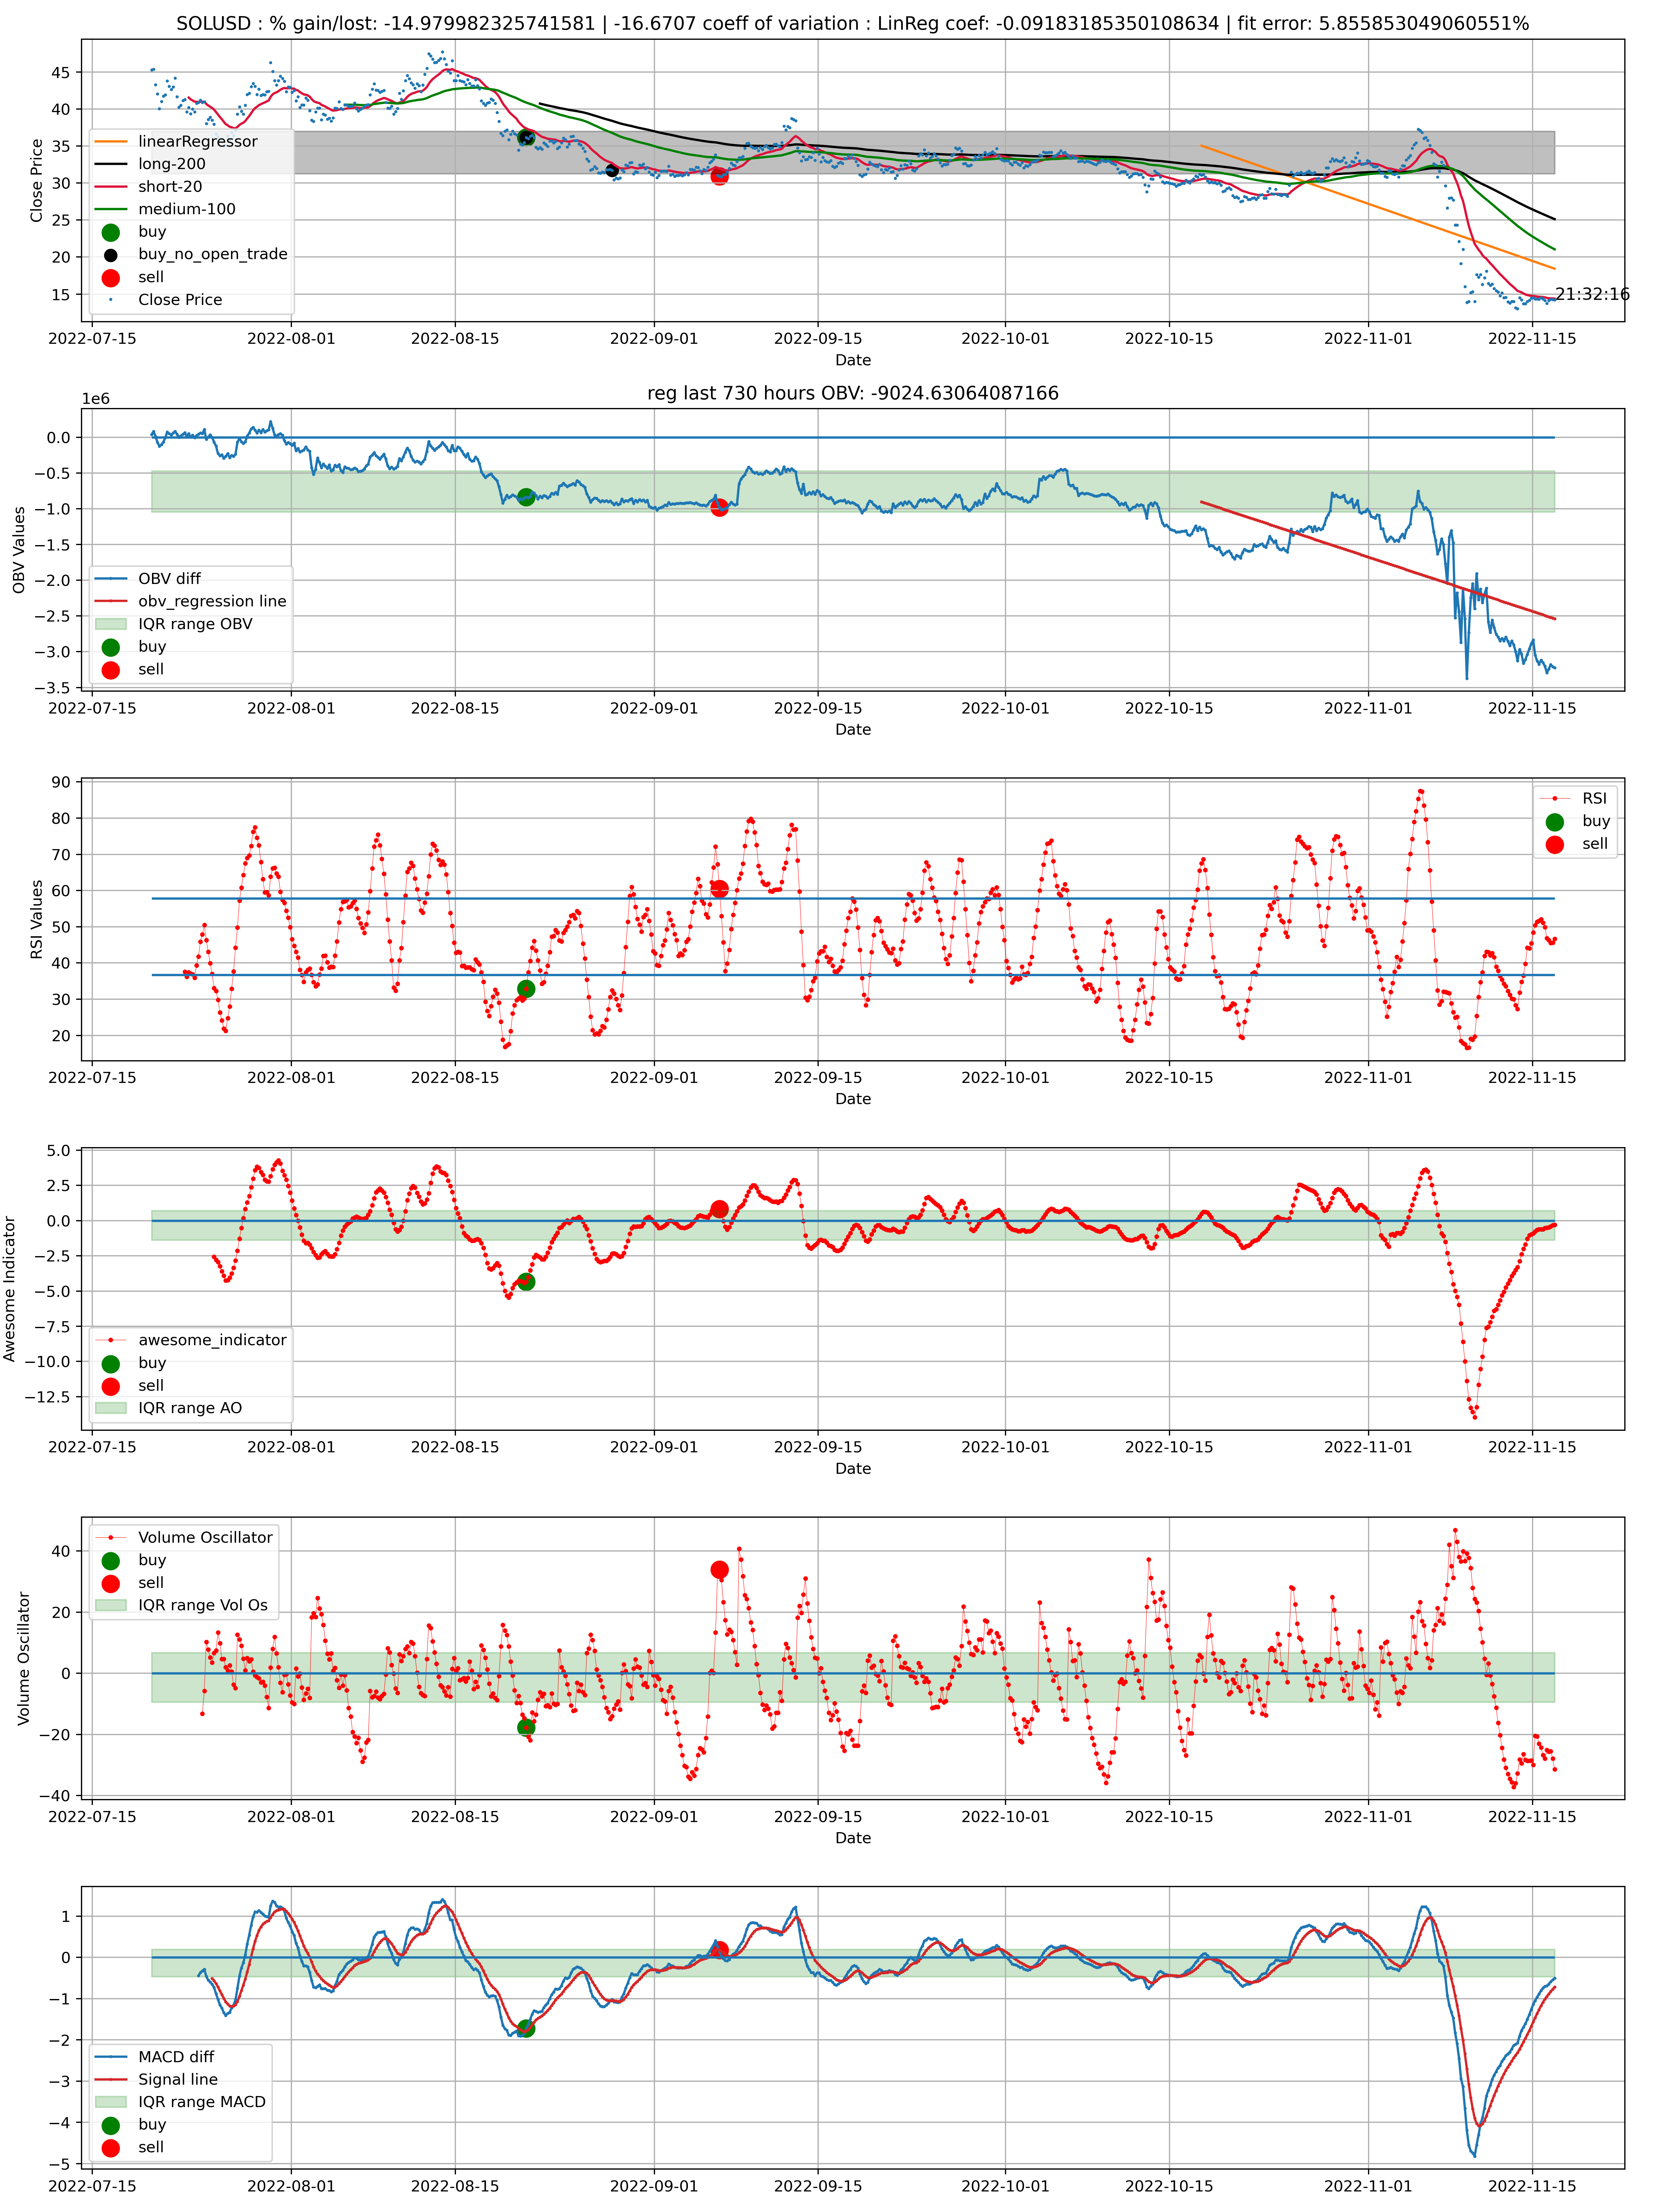 SOLUSD : % gain/lost: -14.979982325741581 | -16.6707 coeff of variation : LinReg coef: -0.09183185350108634 | fit error: 5.855853049060551%
45
40
35
30
25
20
15
Close Price
linearRegressor
long-200
short-20
medium-100
buy
buy_no_open_trade
sell
Close Price
21:32:16
2022-07-15 2022-08-01 2022-08-15 2022-09-01 2022-09-15 2022-10-01 2022-10-15 2022-11-01 2022-11-15
Date
reg last 730 hours OBV: -9024.63064087166
1e6
0.0
−0.5
−1.0
−1.5
−2.0
−2.5
−3.0
−3.5
OBV Values
OBV diff
obv_regression line
IQR range OBV
buy
sell
2022-07-15 2022-08-01 2022-08-15 2022-09-01 2022-09-15 2022-10-01 2022-10-15 2022-11-01 2022-11-15
Date
90
80
70
60
50
40
30
20
RSI Values
RSI
buy
sell
2022-07-15 2022-08-01 2022-08-15 2022-09-01 2022-09-15 2022-10-01 2022-10-15 2022-11-01 2022-11-15
Date
5.0
2.5
0.0
−2.5
−5.0
−7.5
−10.0
−12.5
Awesome Indicator
awesome_indicator
buy
sell
IQR range AO
2022-07-15 2022-08-01 2022-08-15 2022-09-01 2022-09-15 2022-10-01 2022-10-15 2022-11-01 2022-11-15
Date
40
20
0
−20
−40
Volume Oscillator
Volume Oscillator
buy
sell
IQR range Vol Os
2022-07-15 2022-08-01 2022-08-15 2022-09-01 2022-09-15 2022-10-01 2022-10-15 2022-11-01 2022-11-15
Date
1
0
−1
−2
−3
−4
−5
MACD diff
Signal line
IQR range MACD
buy
sell
2022-07-15 2022-08-01 2022-08-15 2022-09-01 2022-09-15 2022-10-01 2022-10-15 2022-11-01 2022-11-15